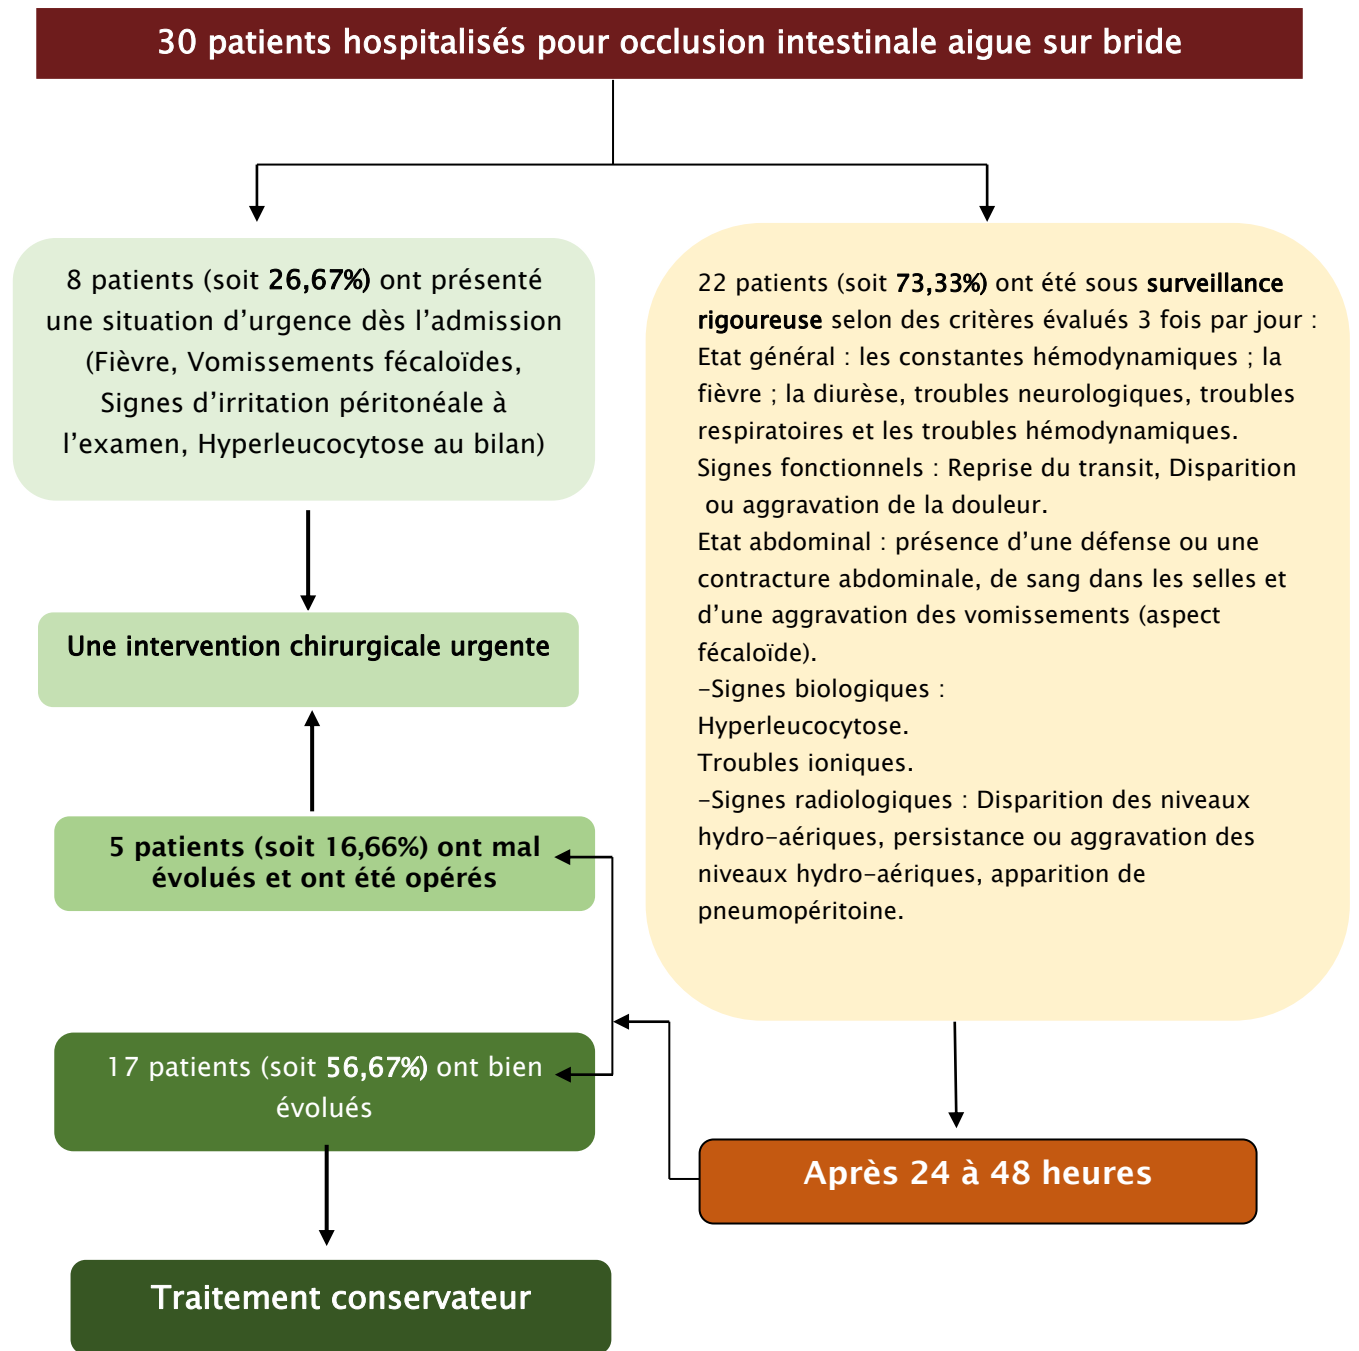 30 patients hospitalisés pour occlusion intestinale aigue sur bride
8 patients (soit 26,67%) ont présenté
une situation d’urgence dès l’admission
(Fièvre, Vomissements fécaloïdes,
Signes d’irritation péritonéale à
l’examen, Hyperleucocytose au bilan)
Une intervention chirurgicale urgente
5 patients (soit 16,66%) ont mal
évolués et ont été opérés
17 patients (soit 56,67%) ont bien
évolués
Traitement conservateur
22 patients (soit 73,33%) ont été sous surveillance
rigoureuse selon des critères évalués 3 fois par jour :
Etat général : les constantes hémodynamiques ; la
fièvre ; la diurèse, troubles neurologiques, troubles
respiratoires et les troubles hémodynamiques.
Signes fonctionnels : Reprise du transit, Disparition
ou aggravation de la douleur.
Etat abdominal : présence d’une défense ou une
contracture abdominale, de sang dans les selles et
d’une aggravation des vomissements (aspect
fécaloïde).
-Signes biologiques :
Hyperleucocytose.
Troubles ioniques.
-Signes radiologiques : Disparition des niveaux
hydro-aériques, persistance ou aggravation des
niveaux hydro-aériques, apparition de
pneumopéritoine.
Après 24 à 48 heures